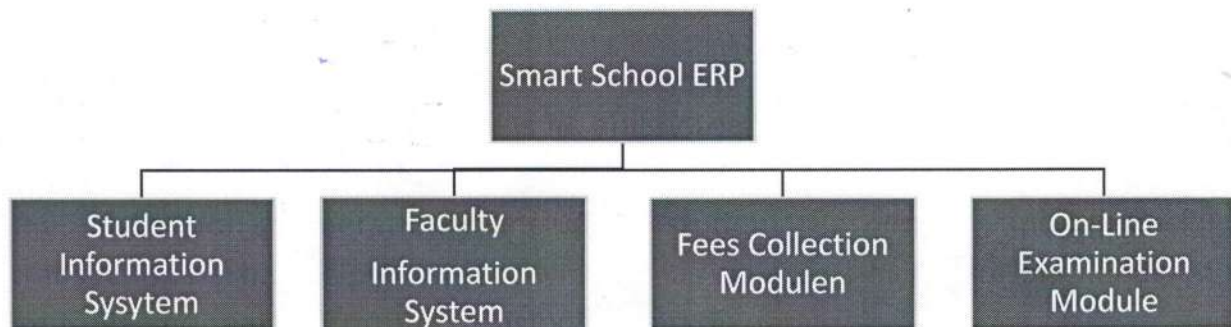 Smart School ERP
Student
Information
Sysytem
Faculty
Information
System
Fees Collection
Modulen
On-Line
Examination
Module